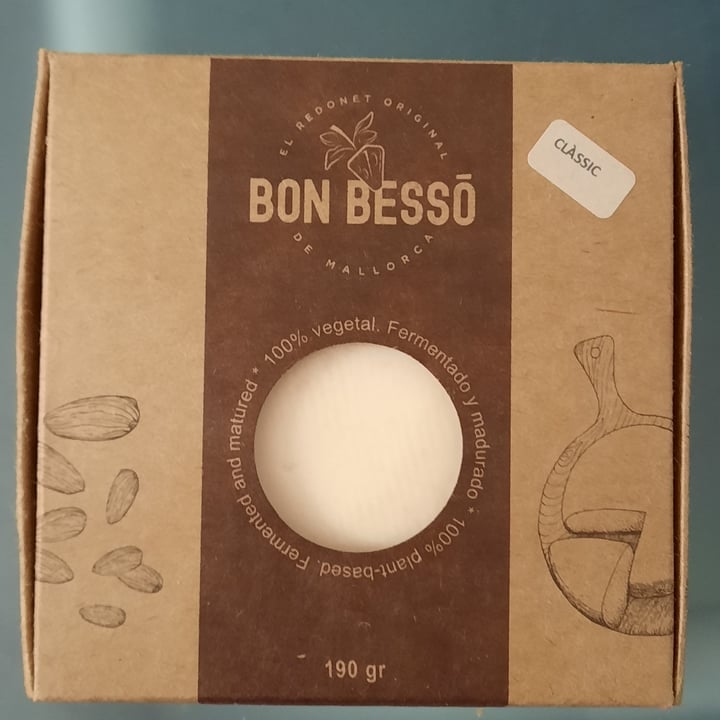 EL REDONET ORIGINAL
BON BESSŌ
DE MALLORCA
CLÀSSIC
100% vegetal. Fermentado y madurado * 100% plant-based. Fermented and matured *
190 gr